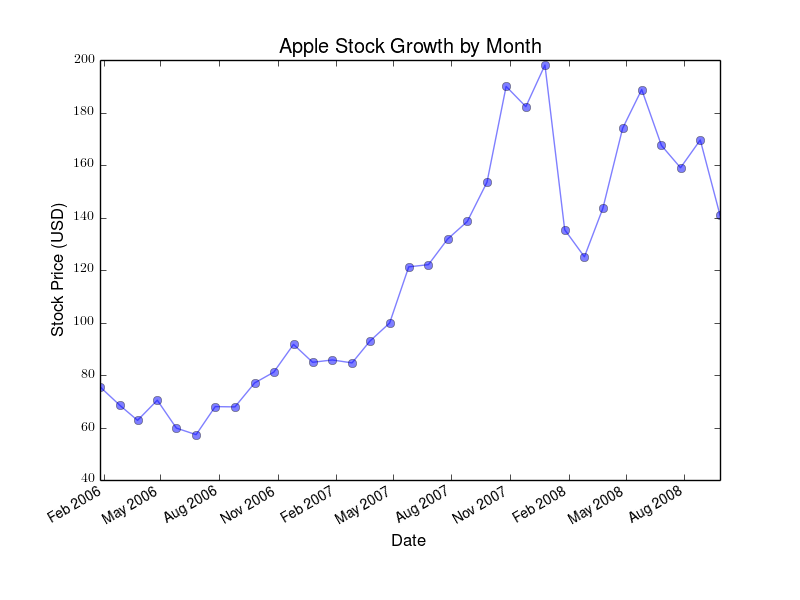 Apple Stock Growth by Month
200
180
160
140
120
100
80
60
40
Stock Price (USD)
Feb 2006
May 2006
Aug 2006
Nov 2006
Feb 2007
May 2007
Aug 2007
Nov 2007
Feb 2008
May 2008
Aug 2008
Date